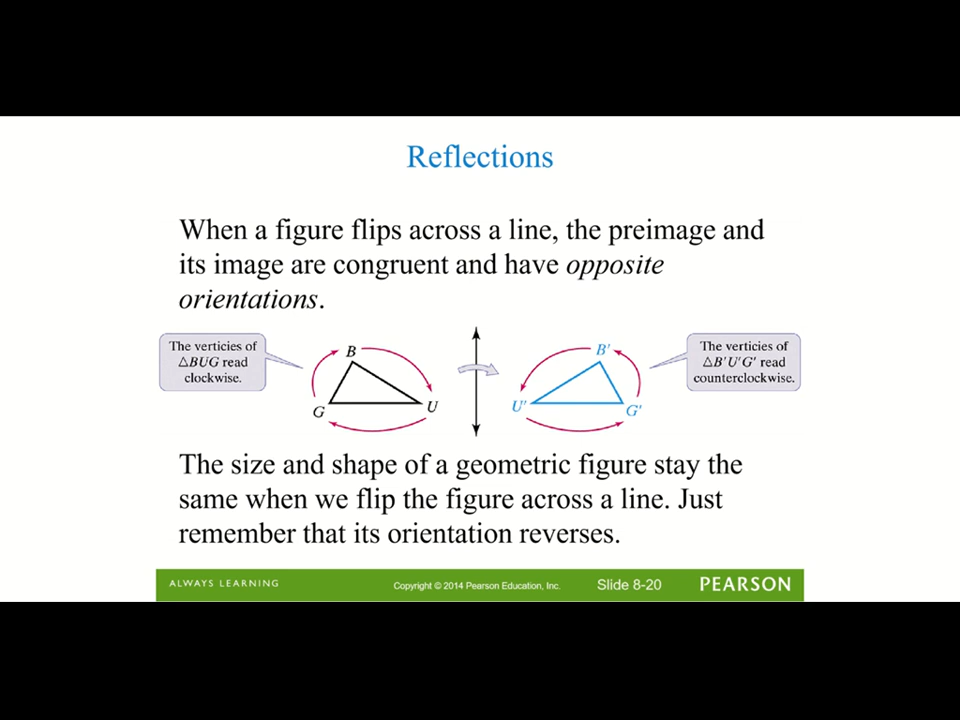 Reflections
When a figure flips across a line, the preimage and
its image are congruent and have opposite
orientations.
The verticies of
△BUG read
clockwise.
B
G
U
B'
U'
G'
The verticies of
△B'U'G' read
counterclockwise.
The size and shape of a geometric figure stay the
same when we flip the figure across a line. Just
remember that its orientation reverses.
ALWAYS LEARNING
Copyright © 2014 Pearson Education, Inc.
Slide 8-20
PEARSON